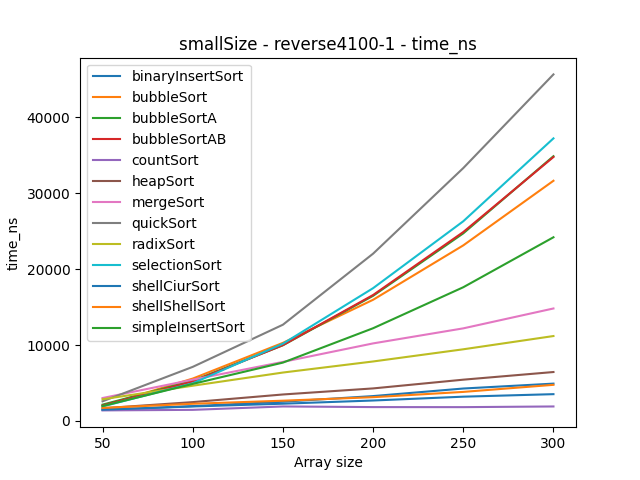 smallSize - reverse4100-1 - time_ns
binaryInsertSort
bubbleSort
bubbleSortA
bubbleSortAB
countSort
heapSort
mergeSort
quickSort
radixSort
selectionSort
shellCiurSort
shellShellSort
simpleInsertSort
time_ns
40000
30000
20000
10000
0
50 100 150 200 250 300
Array size